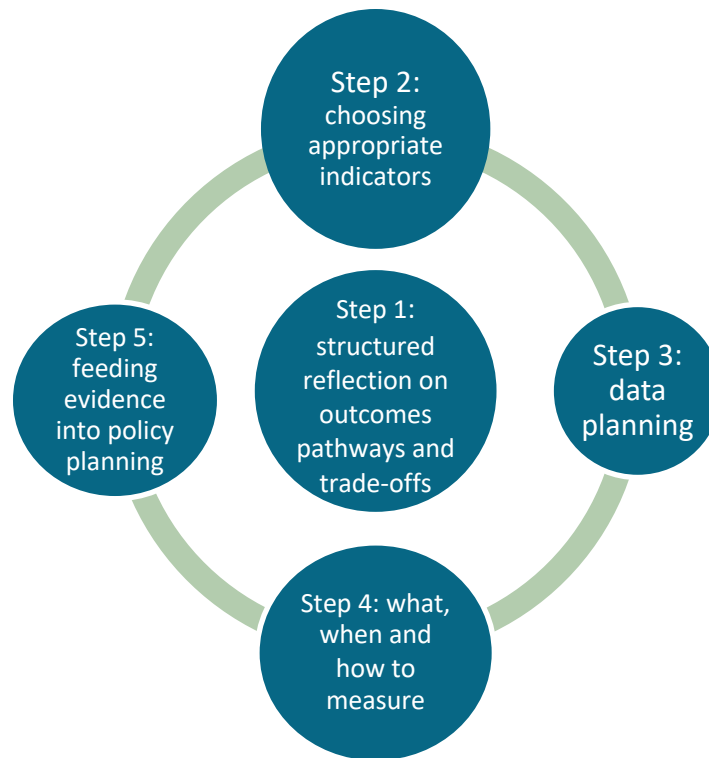 Step 2:
choosing
appropriate
indicators
Step 1:
structured
reflection on
outcomes
pathways and
trade-offs
Step 5:
feeding
evidence
into policy
planning
Step 3:
data
planning
Step 4: what,
when and
how to
measure